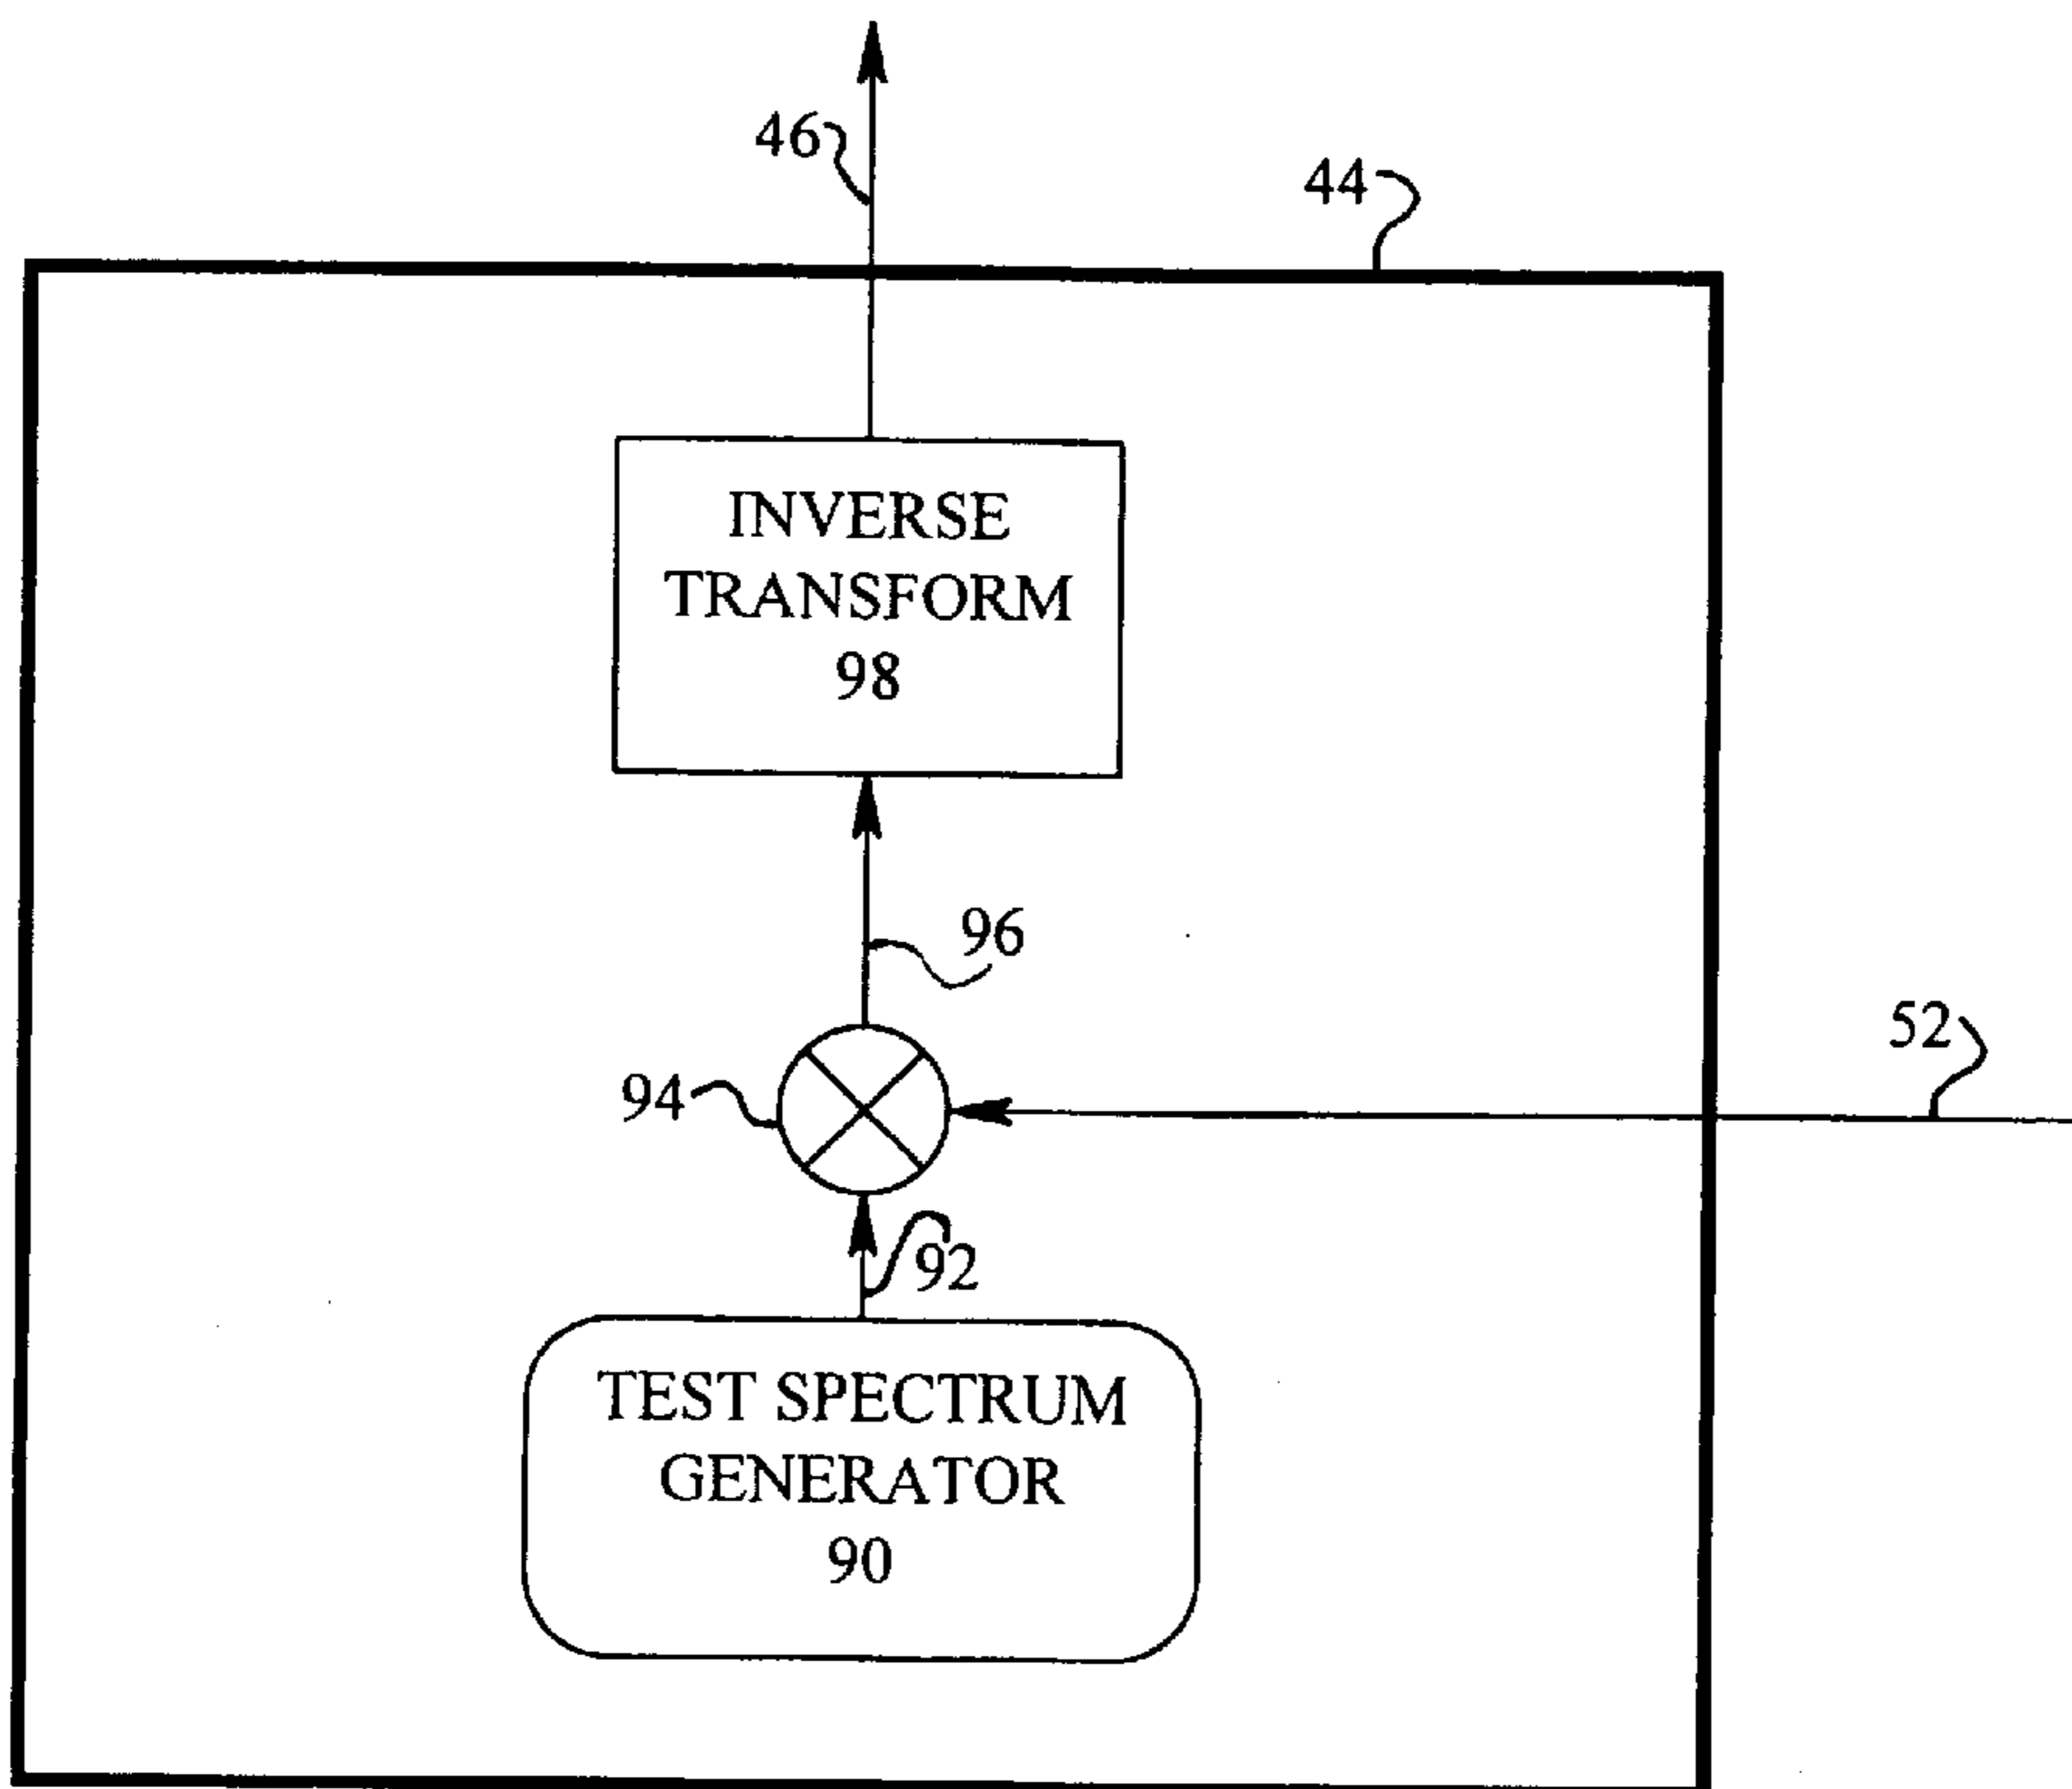 46
44
INVERSE
TRANSFORM
98
96
52
94
92
TEST SPECTRUM
GENERATOR
90